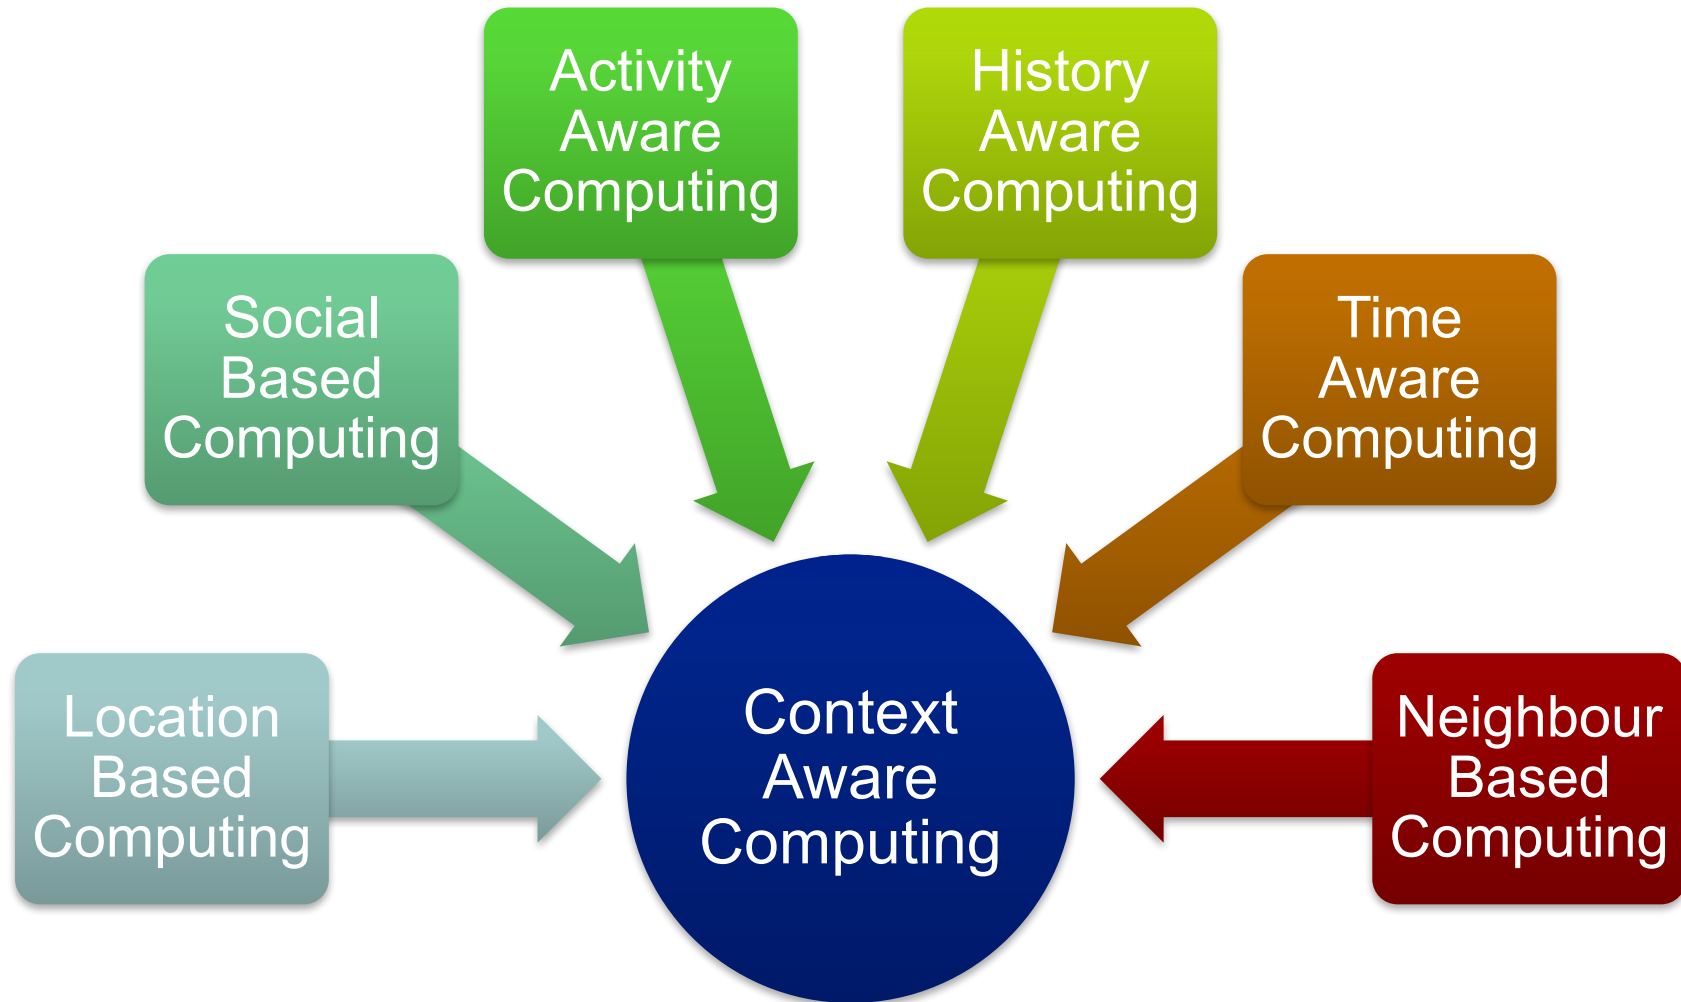 Activity
Aware
Computing
History
Aware
Computing
Social
Based
Computing
Time
Aware
Computing
Location
Based
Computing
Context
Aware
Computing
Neighbour
Based
Computing